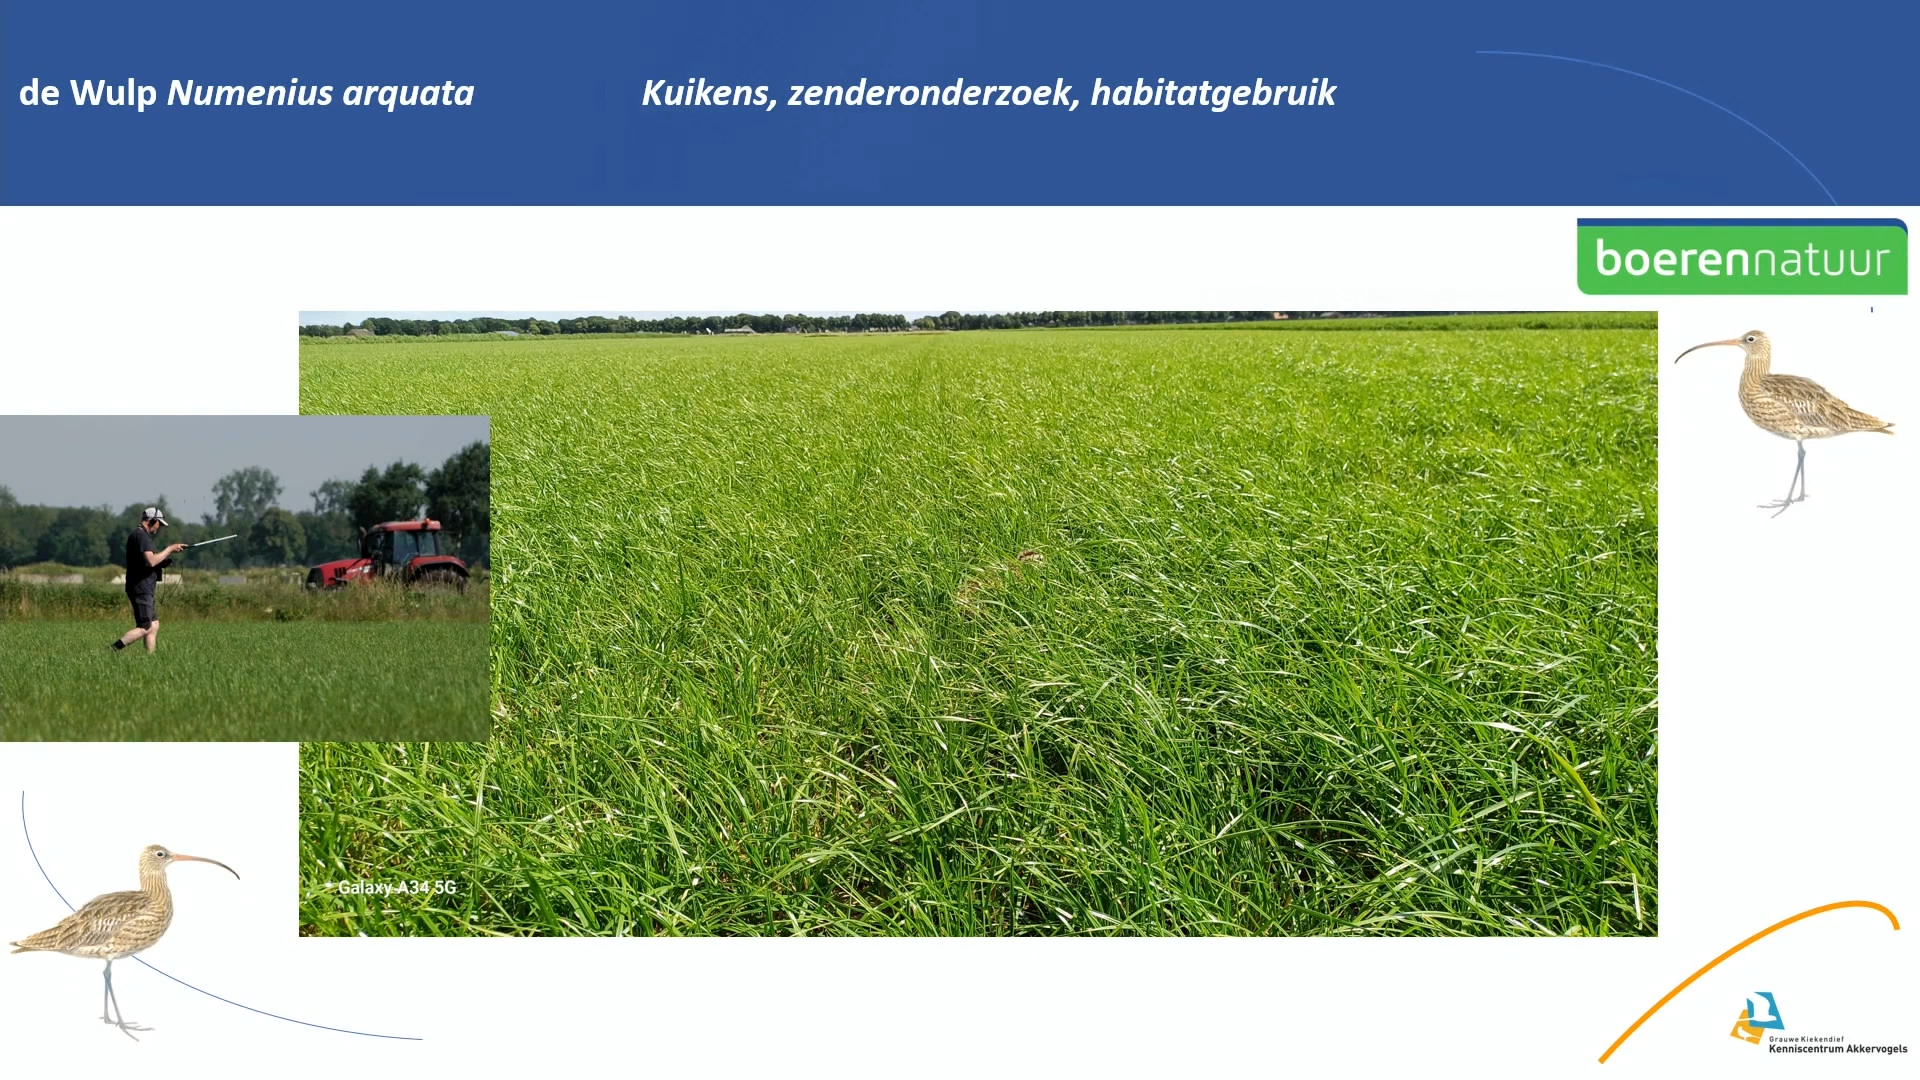 de Wulp Numenius arquata
Kuikens, zenderonderzoek, habitatgebruik
boerennatuur
Galaxy A34 5G
Grauwe Kiekendief
Kenniscentrum Akkervogels